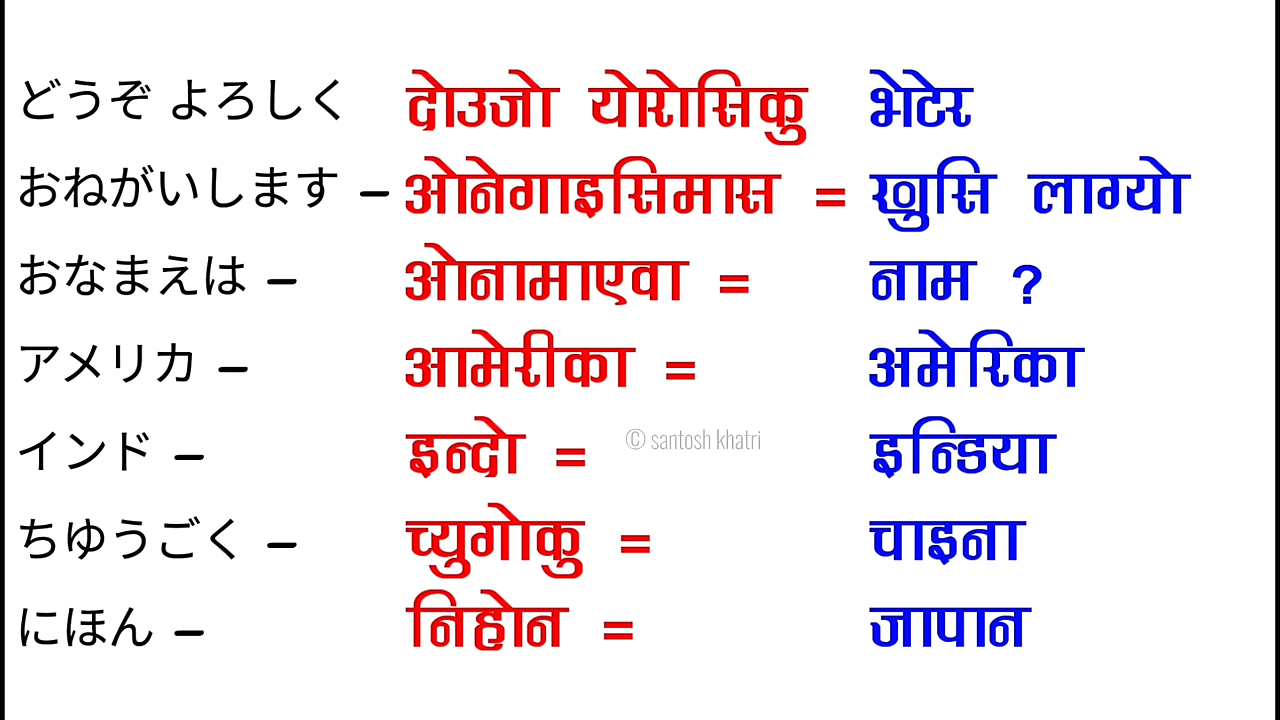 どうぞ よろしく दोउजो योरोसिकु भेटेर
おねがいします – ओनेगाइसिमास = खुसि लाग्यो
おなまえは – ओनामाएवा = नाम ?
アメリカ – आमेरीका = अमेरिका
インド – इन्दो = इन्डिया
© santosh khatri
ちゆうごく – च्युगोकु = चाइना
にほん – निहोन = जापान